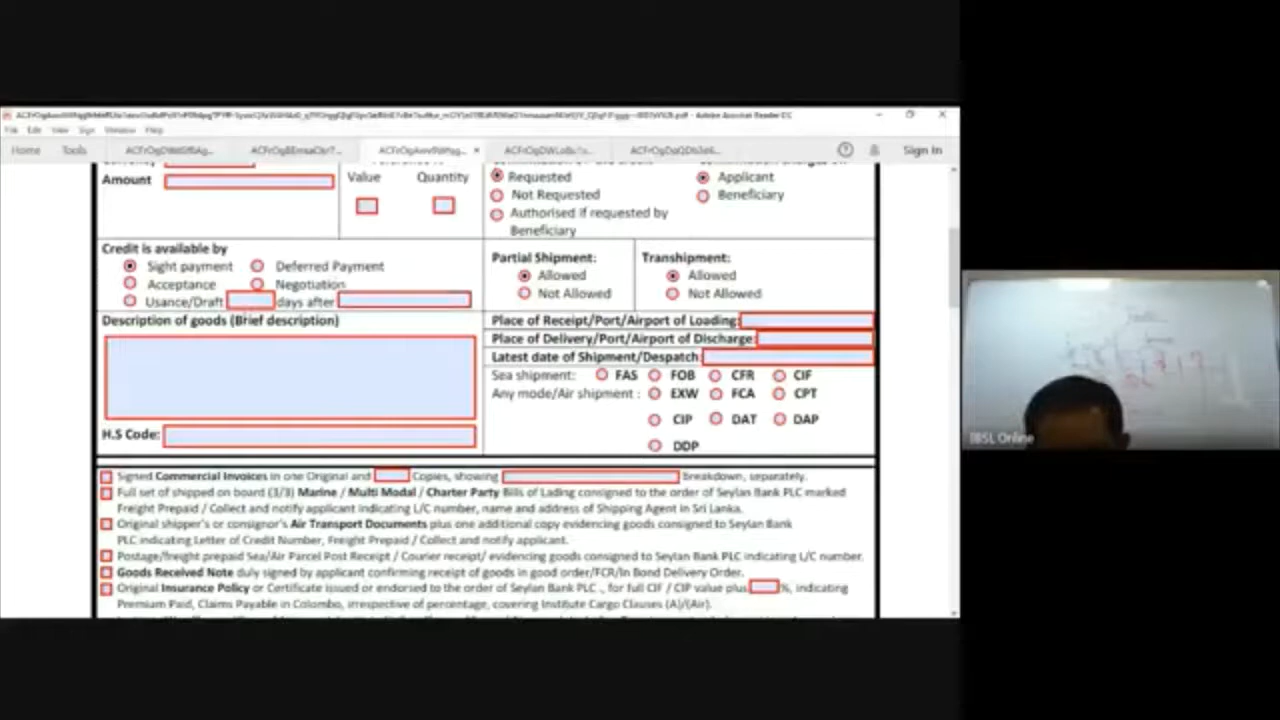 Adobe Acrobat Reader DC
File Edit View Sign Window Help
Home Tools Sign In
Amount
Value Quantity
Requested
Not Requested
Authorised if requested by
Beneficiary
Applicant
Beneficiary
Credit is available by
Sight payment Deferred Payment
Acceptance Negotiation
Usance/Draft days after
Partial Shipment:
Allowed
Not Allowed
Transhipment:
Allowed
Not Allowed
Description of goods (Brief description)
H.S Code:
Place of Receipt/Port/Airport of Loading:
Place of Delivery/Port/Airport of Discharge:
Latest date of Shipment/Despatch:
Sea shipment: FAS FOB CFR CIF
Any mode/Air shipment : EXW FCA CPT
CIP DAT DAP
DDP
Signed Commercial Invoices in one Original and Copies, showing breakdown, separately.
Full set of shipped on board (3/3) Marine / Multi Modal / Charter Party Bills of Lading consigned to the order of Seylan Bank PLC marked
Freight Prepaid / Collect and notify applicant indicating L/C number, name and address of Shipping Agent in Sri Lanka.
Original shipper's or consignor's Air Transport Documents plus one additional copy evidencing goods consigned to Seylan Bank
PLC indicating Letter of Credit Number, Freight Prepaid / Collect and notify applicant.
Postage/freight prepaid Sea/Air Parcel Post Receipt / Courier receipt/ evidencing goods consigned to Seylan Bank PLC indicating L/C number.
Goods Received Note duly signed by applicant confirming receipt of goods in good order/FCR/In Bond Delivery Order.
Original Insurance Policy or Certificate issued or endorsed to the order of Seylan Bank PLC ., for full CIF / CIP value plus %, indicating
Premium Paid, Claims Payable in Colombo, irrespective of percentage, covering Institute Cargo Clauses (A)/(Air).
IBSL Online